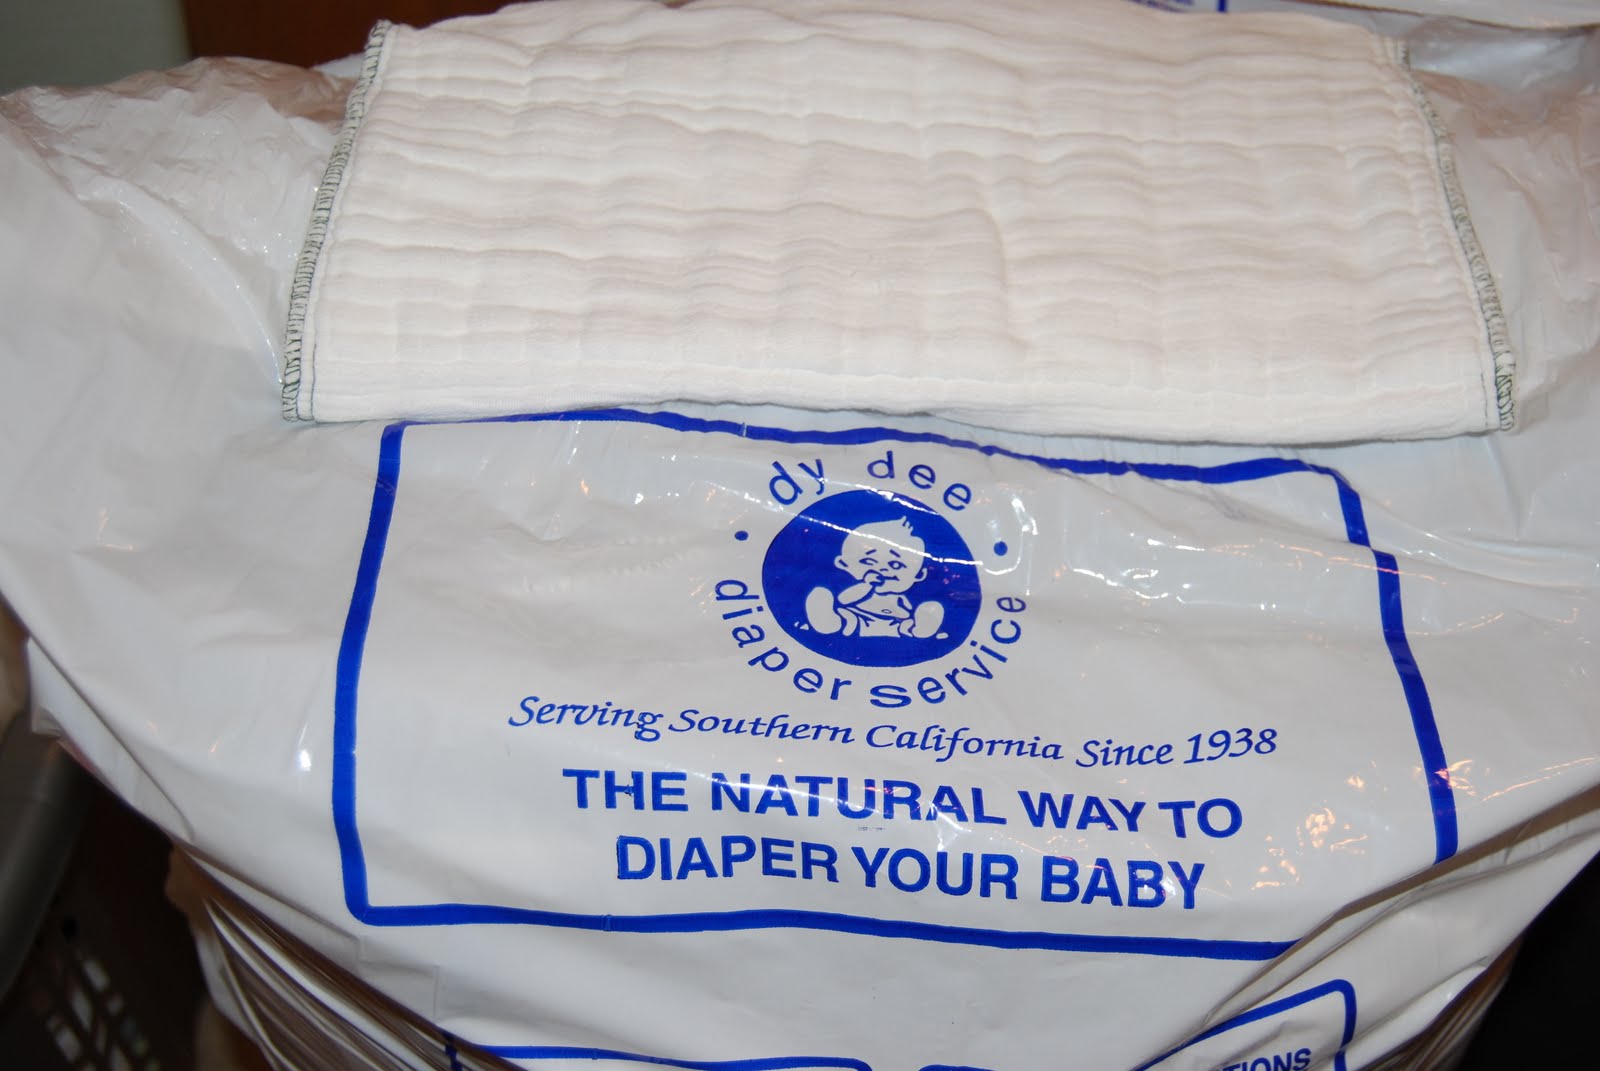 dy dee
diaper service
Serving Southern California Since 1938
THE NATURAL WAY TO
DIAPER YOUR BABY